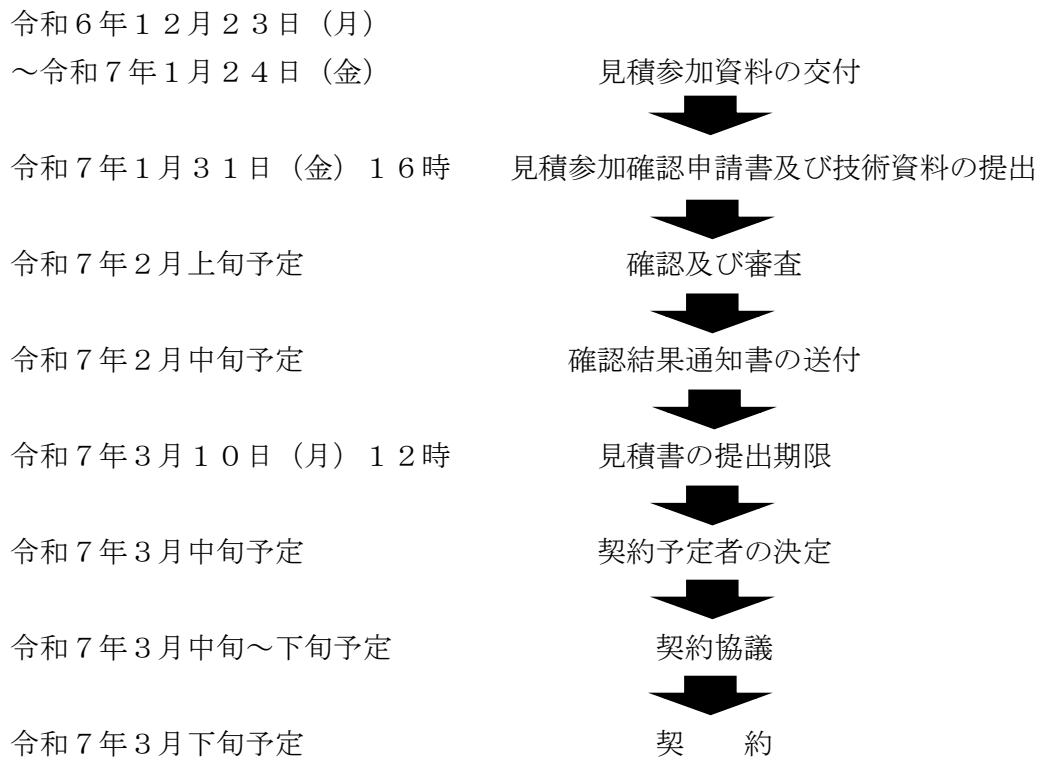 令和６年１２月２３日（月）
～令和７年１月２４日（金） 見積参加資料の交付
令和７年１月３１日（金）１６時 見積参加確認申請書及び技術資料の提出
令和７年２月上旬予定 確認及び審査
令和７年２月中旬予定 確認結果通知書の送付
令和７年３月１０日（月）１２時 見積書の提出期限
令和７年３月中旬予定 契約予定者の決定
令和７年３月中旬～下旬予定 契約協議
令和７年３月下旬予定 契　　約